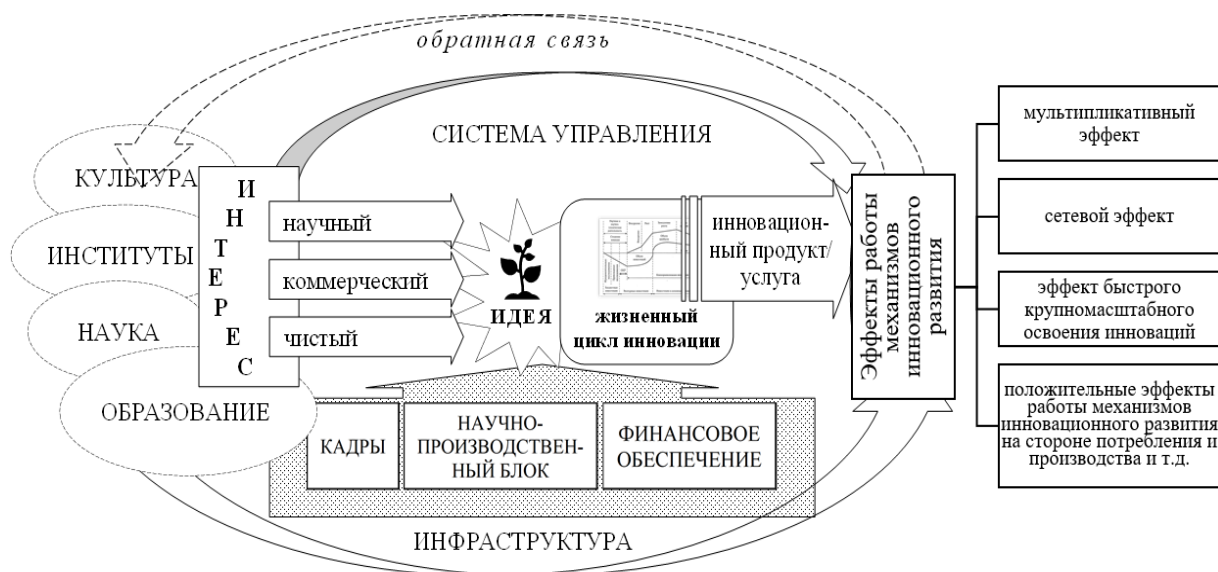 обратная связь
СИСТЕМА УПРАВЛЕНИЯ
КУЛЬТУРА
ИНСТИТУТЫ
НАУКА
ОБРАЗОВАНИЕ
ИНТЕРЕС
научный
коммерческий
чистый
ИДЕЯ
жизненный
цикл инновации
инновацион-
ный продукт/
услуга
КАДРЫ
НАУЧНО-
ПРОИЗВОДСТВЕН-
НЫЙ БЛОК
ФИНАНСОВОЕ
ОБЕСПЕЧЕНИЕ
ИНФРАСТРУКТУРА
Эффекты работы
механизмов
инновационного
развития
мультипликативный
эффект
сетевой эффект
эффект быстрого
крупномасштабного
освоения инноваций
положительные эффекты
работы механизмов
инновационного развития
на стороне потребления и
производства и т.д.